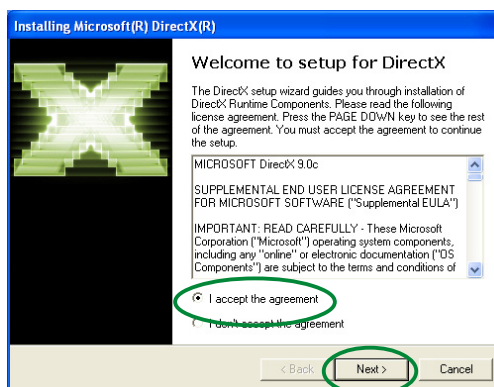 Installing Microsoft(R) DirectX(R)
Welcome to setup for DirectX
The DirectX setup wizard guides you through installation of
DirectX Runtime Components. Please read the following
license agreement. Press the PAGE DOWN key to see the rest
of the agreement. You must accept the agreement to continue
the setup.
MICROSOFT DirectX 9.0c
SUPPLEMENTAL END USER LICENSE AGREEMENT
FOR MICROSOFT SOFTWARE ("Supplemental EULA")
IMPORTANT: READ CAREFULLY - These Microsoft
Corporation ("Microsoft") operating system components,
including any "online" or electronic documentation ("OS
Components") are subject to the terms and conditions of
I accept the agreement
I don't accept the agreement
< Back
Next >
Cancel